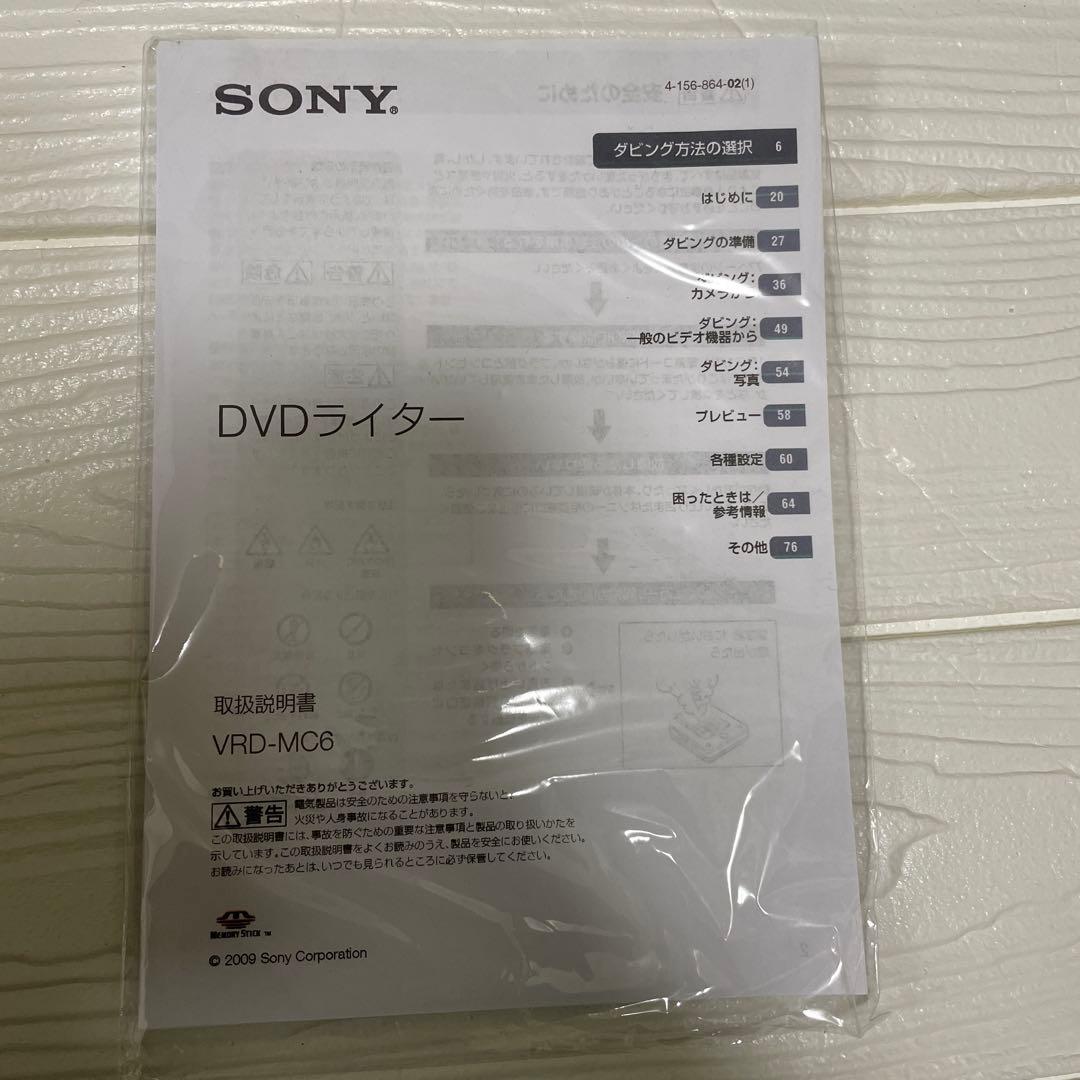 SONY®
4-156-864-02(1)
ダビング方法の選択 6
はじめに 20
ダビングの準備 27
ダビング:
カメラから 36
ダビング:
一般のビデオ機器から 49
ダビング:
写真 54
プレビュー 58
各種設定 60
困ったときは/
参考情報 64
その他 76
DVDライター
取扱説明書
VRD-MC6
お買い上げいただきありがとうございます。
警告 電気製品は安全のための注意事項を守らないと、
火災や人身事故になることがあります。
この取扱説明書には、事故を防ぐための重要な注意事項と製品の取り扱いかたを
示しています。この取扱説明書をよくお読みのうえ、製品を安全にお使いください。
お読みになったあとは、いつでも見られるところに必ず保管してください。
MEMORY STICK ™
© 2009 Sony Corporation